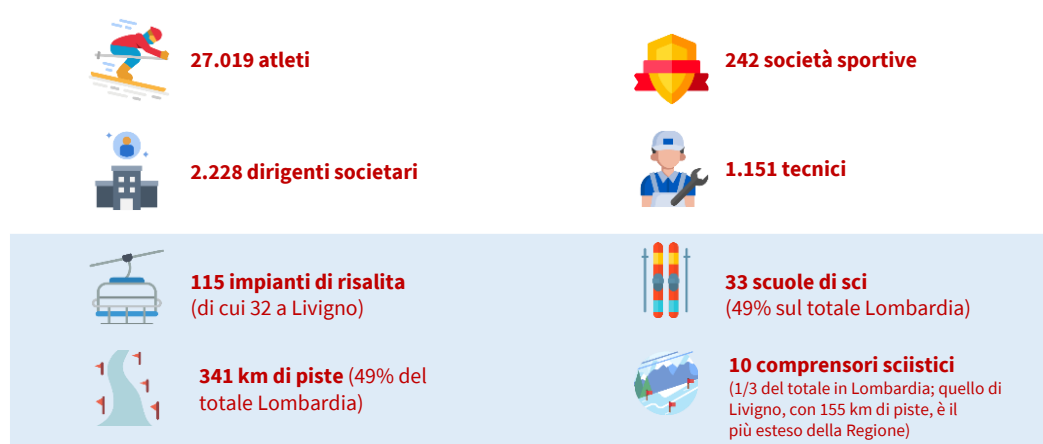 27.019 atleti
242 società sportive
2.228 dirigenti societari
1.151 tecnici
115 impianti di risalita
(di cui 32 a Livigno)
33 scuole di sci
(49% sul totale Lombardia)
341 km di piste (49% del
totale Lombardia)
10 comprensori sciistici
(1/3 del totale in Lombardia; quello di
Livigno, con 155 km di piste, è il
più esteso della Regione)